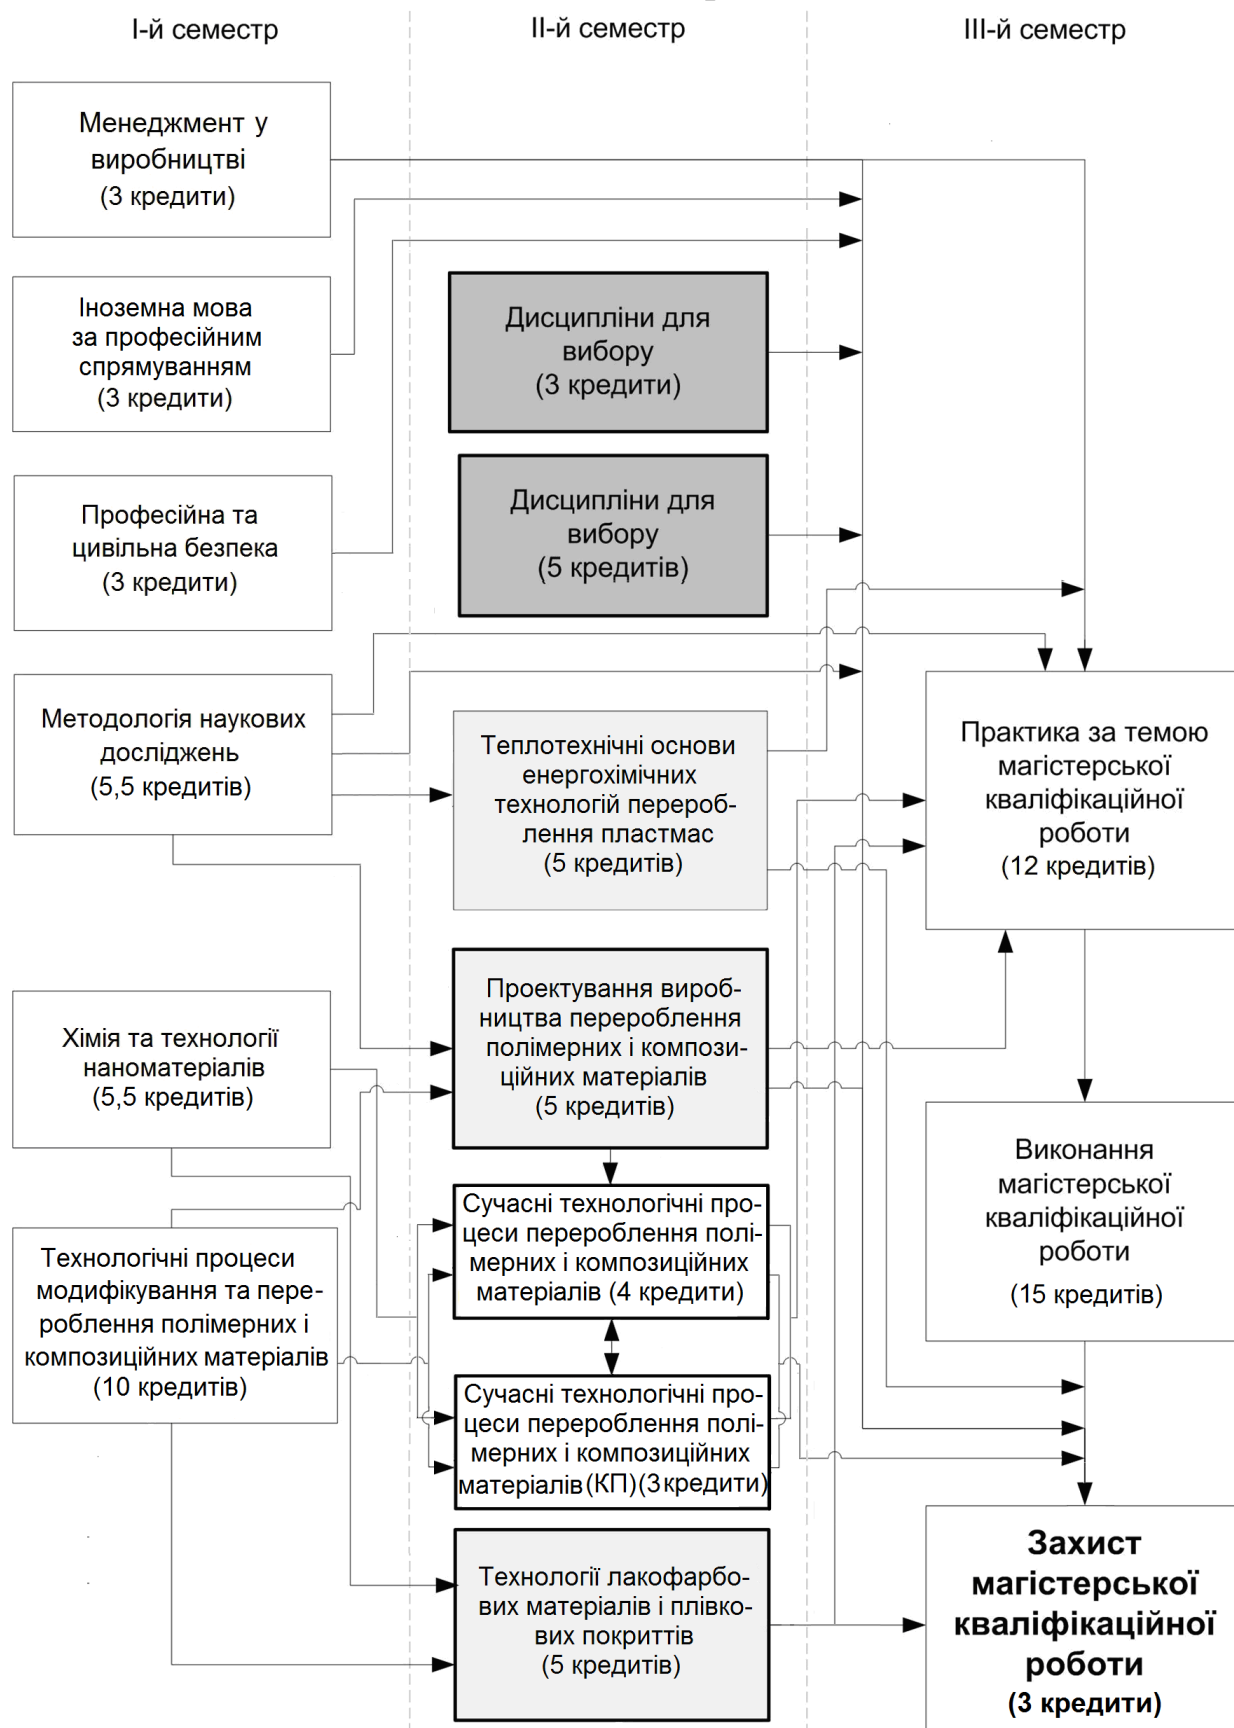 І-й семестр
ІІ-й семестр
ІІІ-й семестр
Менеджмент у
виробництві
(3 кредити)
Іноземна мова
за професійним
спрямуванням
(3 кредити)
Професійна та
цивільна безпека
(3 кредити)
Методологія наукових
досліджень
(5,5 кредитів)
Хімія та технології
наноматеріалів
(5,5 кредитів)
Технологічні процеси
модифікування та пере-
роблення полімерних і
композиційних матеріалів
(10 кредитів)
Дисципліни для
вибору
(3 кредити)
Дисципліни для
вибору
(5 кредитів)
Теплотехнічні основи
енергохімічних
технологій перероб-
лення пластмас
(5 кредитів)
Проектування вироб-
ництва перероблення
полімерних і компози-
ційних матеріалів
(5 кредитів)
Сучасні технологічні про-
цеси перероблення полі-
мерних і композиційних
матеріалів (4 кредити)
Сучасні технологічні про-
цеси перероблення полі-
мерних і композиційних
матеріалів (КП) (3 кредити)
Технології лакофарбо-
вих матеріалів і плівко-
вих покриттів
(5 кредитів)
Практика за темою
магістерської
кваліфікаційної
роботи
(12 кредитів)
Виконання
магістерської
кваліфікаційної
роботи
(15 кредитів)
Захист
магістерської
кваліфікаційної
роботи
(3 кредити)